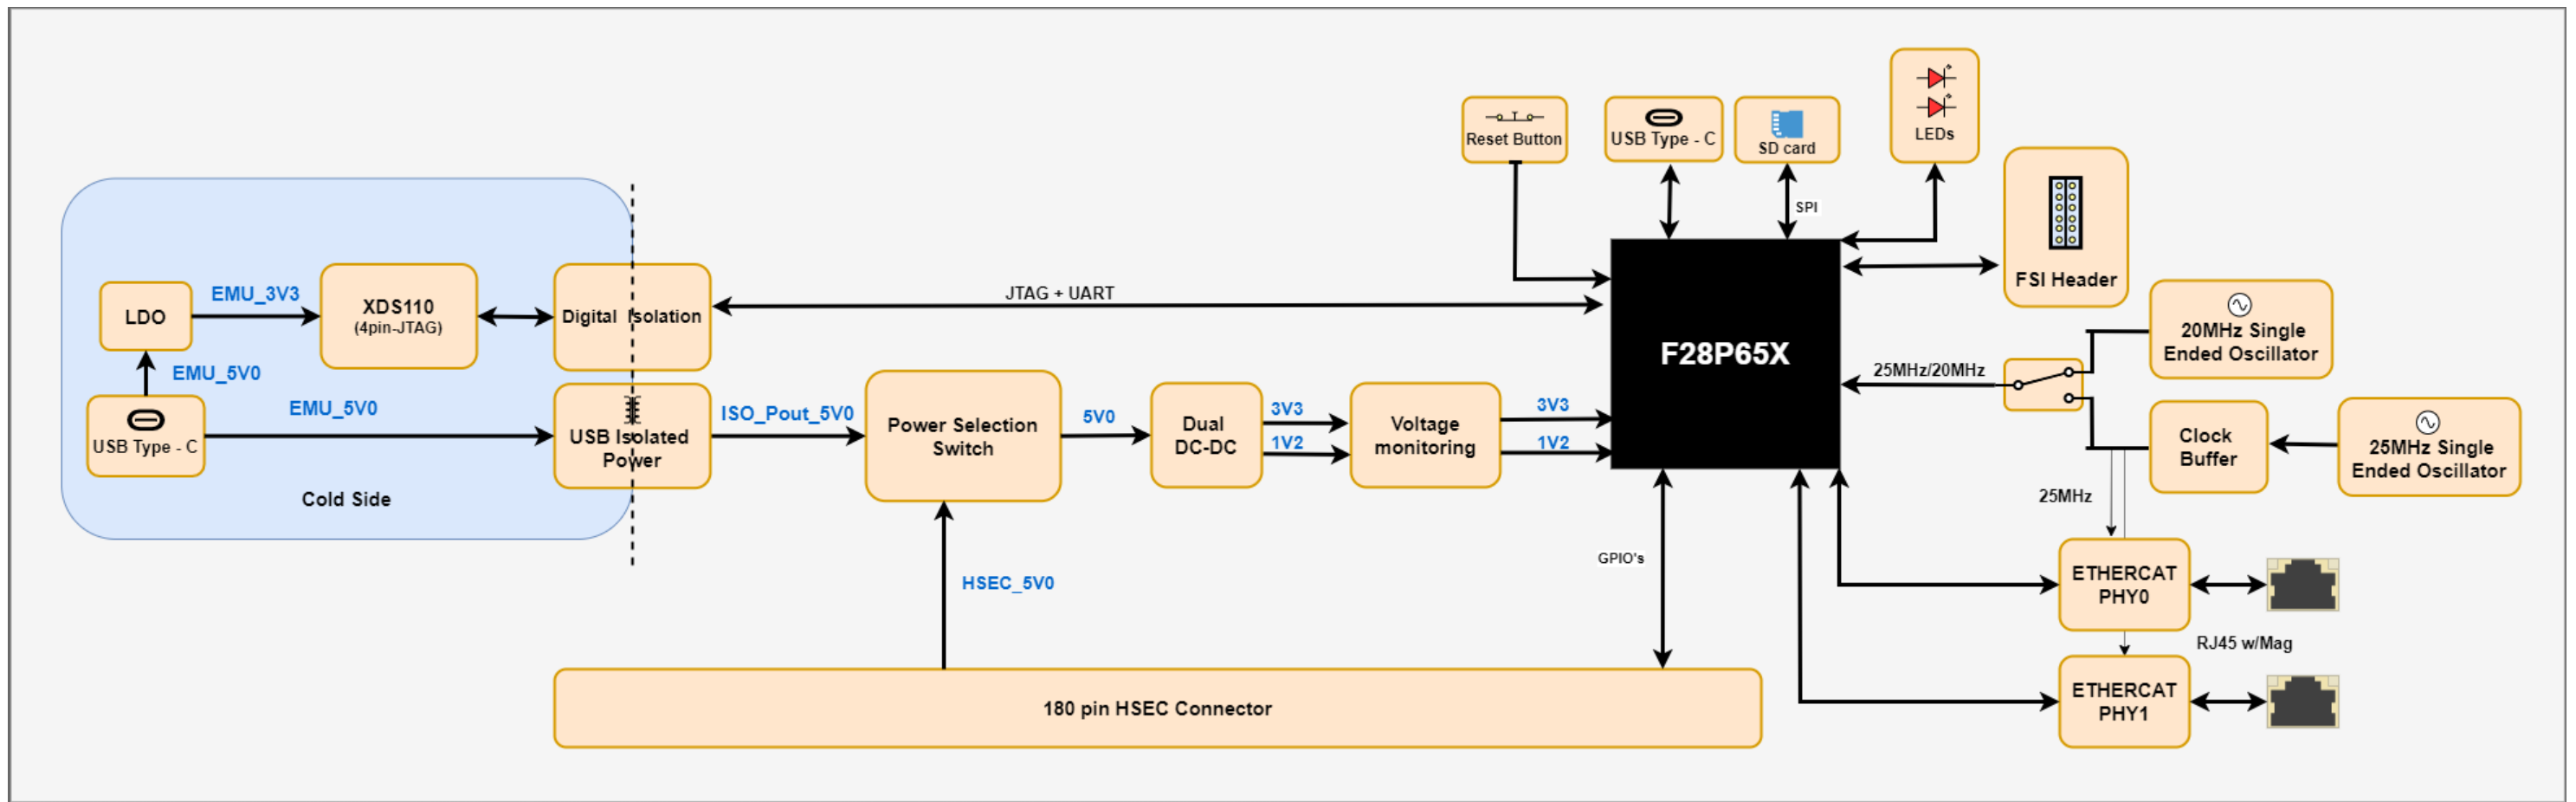 LEDs
Reset Button
USB Type - C
SD card
SPI
FSI Header
LDO
EMU_3V3
XDS110
(4pin-JTAG)
Digital Isolation
JTAG + UART
F28P65X
20MHz Single
Ended Oscillator
25MHz/20MHz
EMU_5V0
USB Type - C
EMU_5V0
USB Isolated
Power
ISO_Pout_5V0
Power Selection
Switch
5V0
Dual
DC-DC
3V3
1V2
Voltage
monitoring
3V3
1V2
Clock
Buffer
25MHz Single
Ended Oscillator
Cold Side
25MHz
HSEC_5V0
GPIO's
ETHERCAT
PHY0
RJ45 w/Mag
ETHERCAT
PHY1
180 pin HSEC Connector